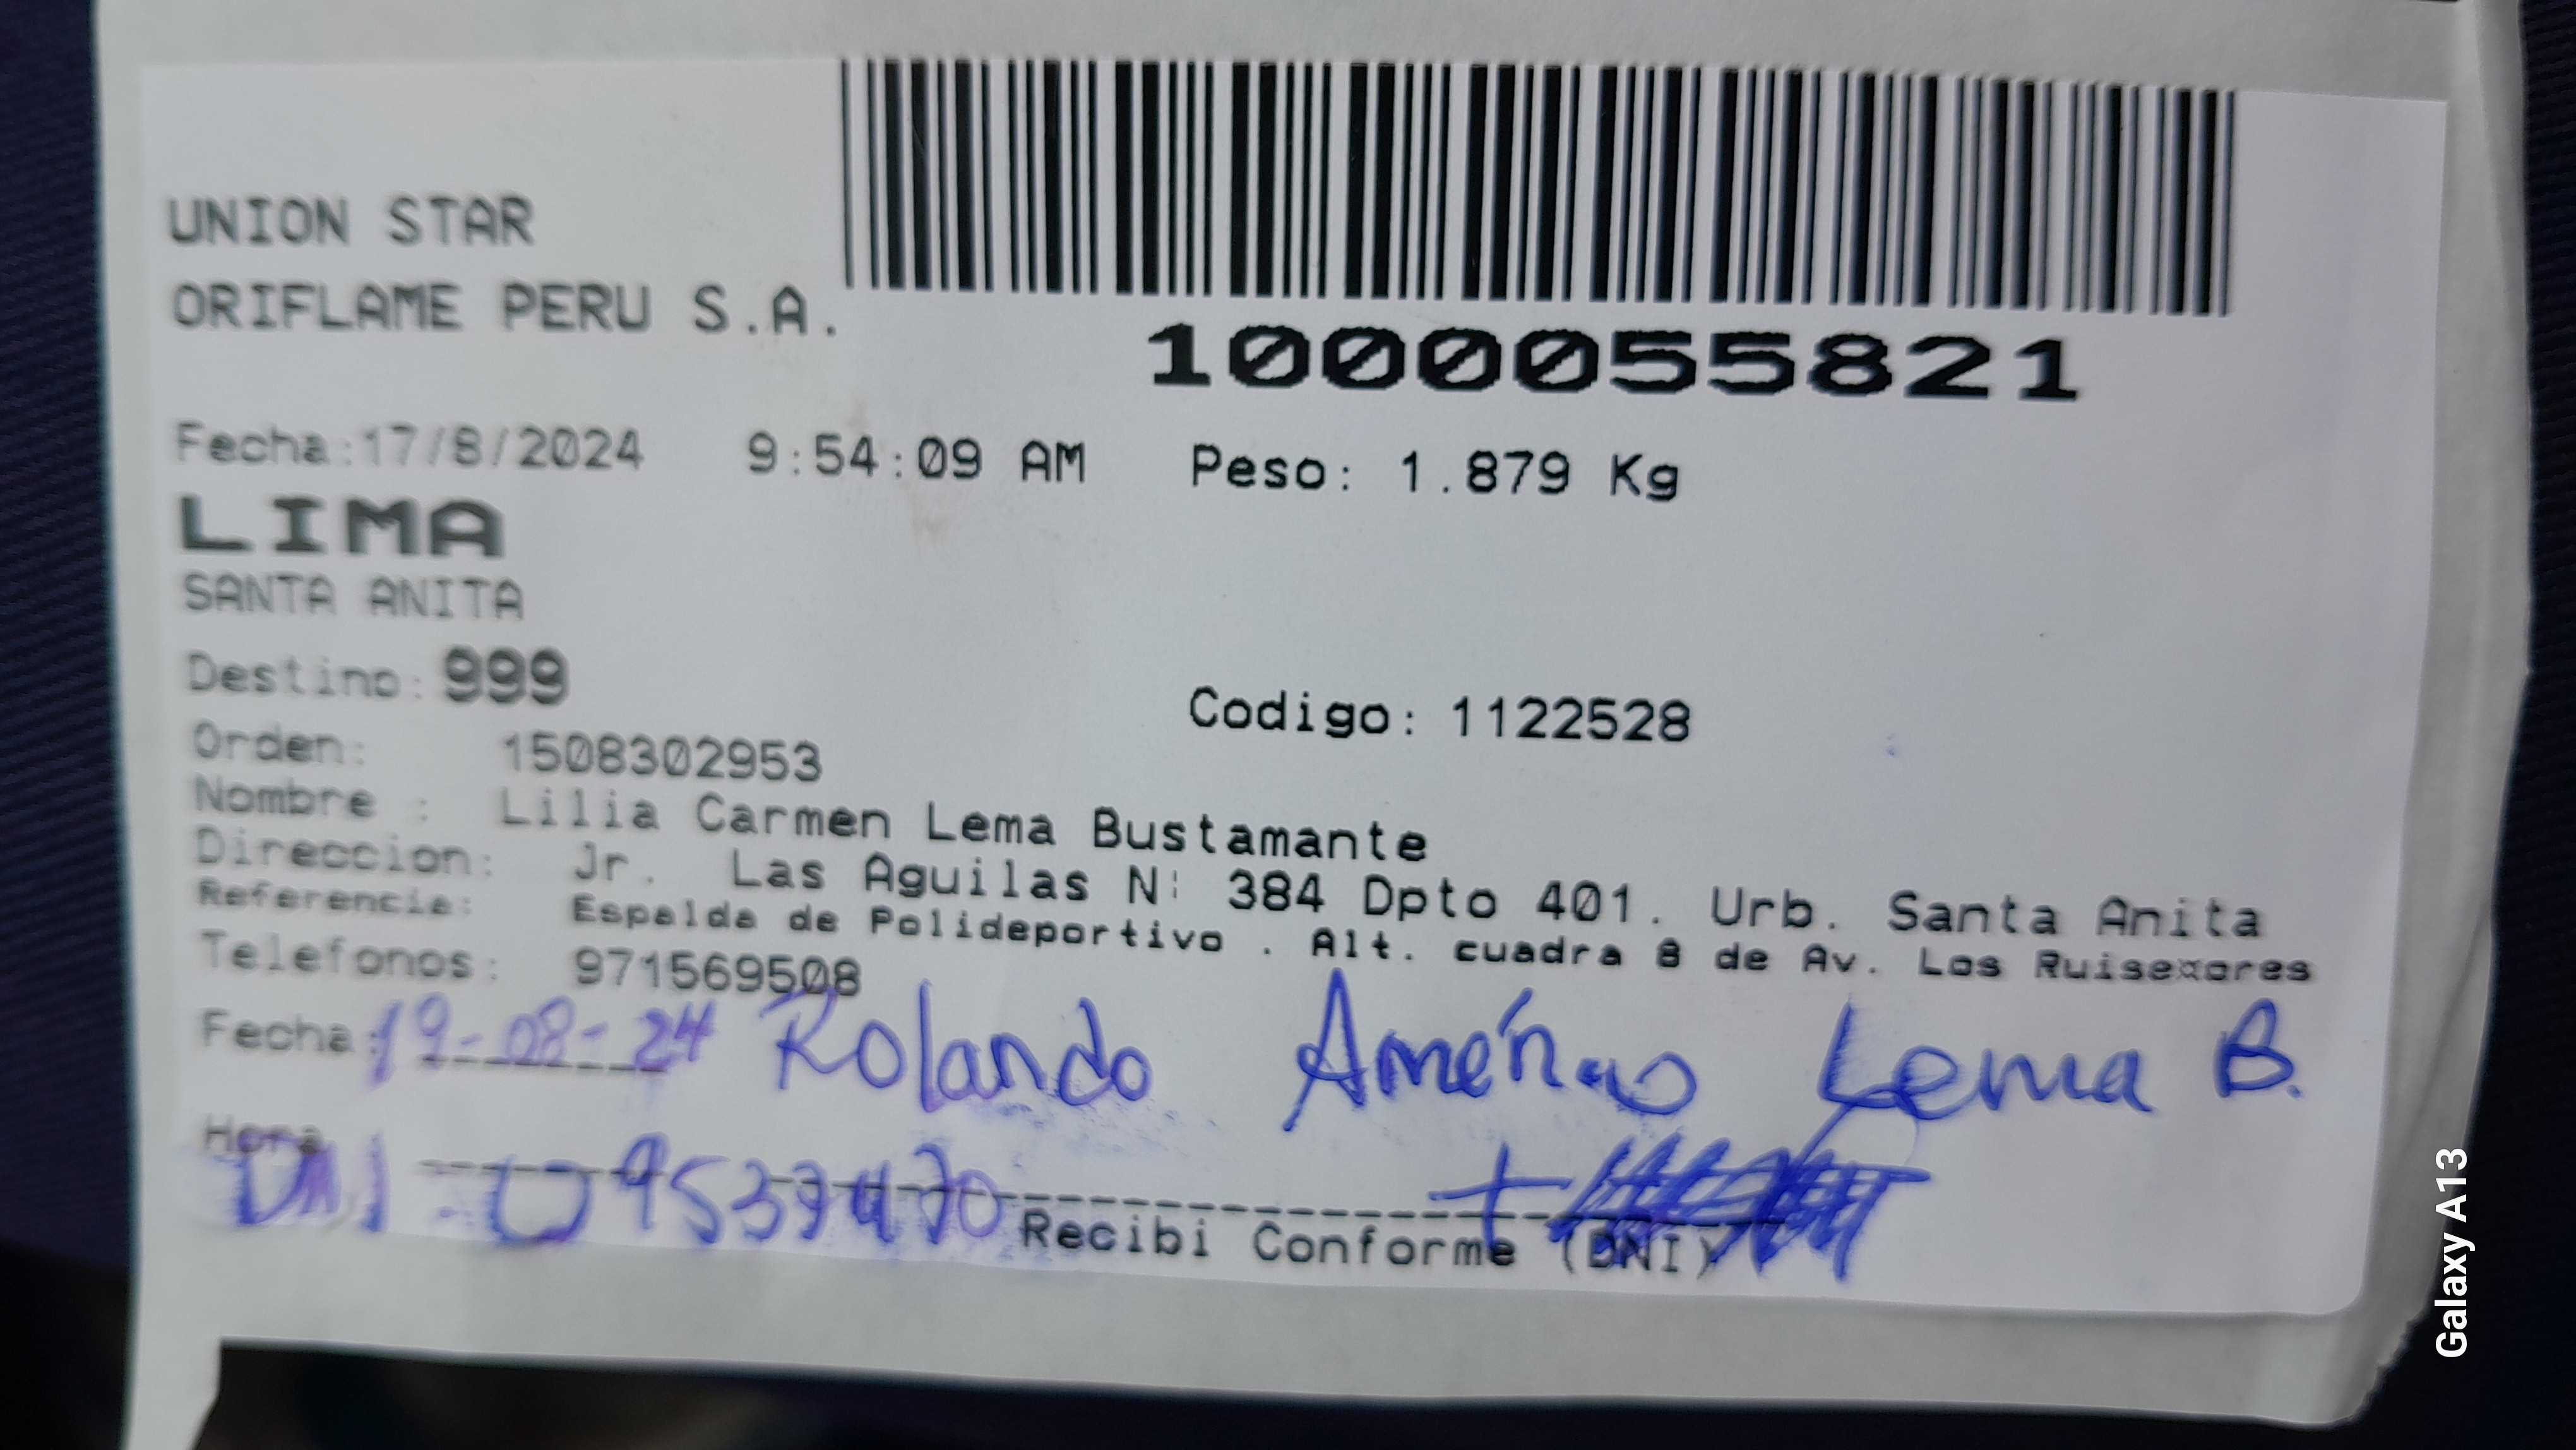 UNION STAR
ORIFLAME PERU S.A.
1000055821
Fecha:17/8/2024 9:54:09 AM Peso: 1.879 Kg
LIMA
SANTA ANITA
Destino: 999
Codigo: 1122528
Orden: 1508302953
Nombre : Lilia Carmen Lema Bustamante
Direccion: Jr. Las Aguilas N: 384 Dpto 401. Urb. Santa Anita
Referencia: Espalda de Polideportivo . Alt. cuadra 8 de Av. Los Ruisexores
Telefonos: 971569508
Fecha: 19-08-24 Rolando Américo Lema B.
Hora
DNI:
Recibi Conforme (DNI)
Galaxy A13